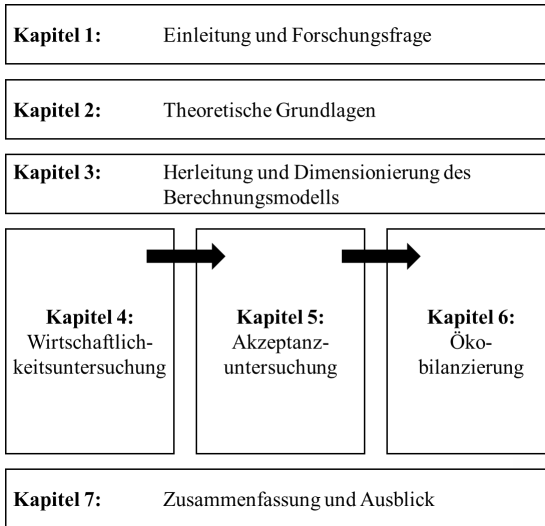 Kapitel 1: Einleitung und Forschungsfrage
Kapitel 2: Theoretische Grundlagen
Kapitel 3: Herleitung und Dimensionierung des
Berechnungsmodells
Kapitel 4:
Wirtschaftlich-
keitsuntersuchung
Kapitel 5:
Akzeptanz-
untersuchung
Kapitel 6:
Öko-
bilanzierung
Kapitel 7: Zusammenfassung und Ausblick